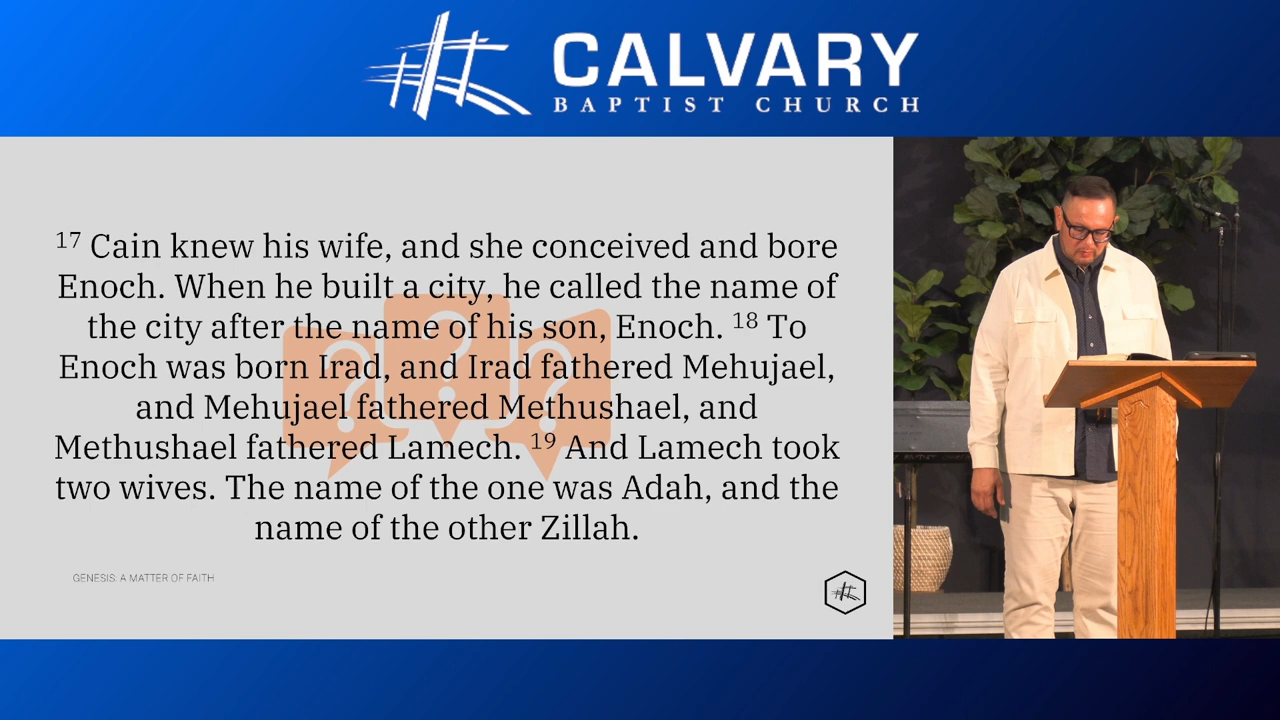 CALVARY
BAPTIST CHURCH
17 Cain knew his wife, and she conceived and bore
Enoch. When he built a city, he called the name of
the city after the name of his son, Enoch. 18 To
Enoch was born Irad, and Irad fathered Mehujael,
and Mehujael fathered Methushael, and
Methushael fathered Lamech. 19 And Lamech took
two wives. The name of the one was Adah, and the
name of the other Zillah.
GENESIS: A MATTER OF FAITH